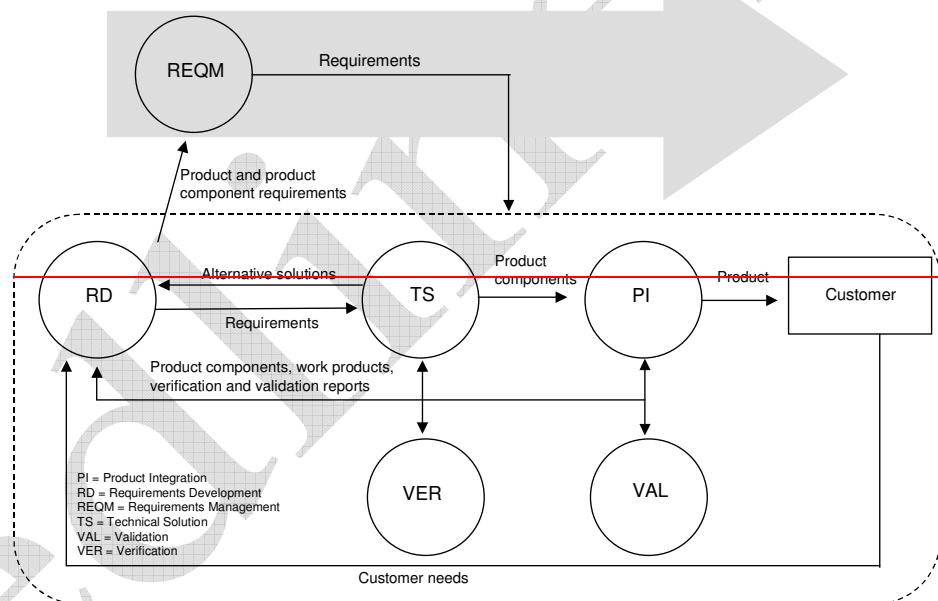 REQM
Requirements
Product and product
component requirements
RD
Alternative solutions
Requirements
TS
Product
components
PI
Product
Customer
Product components, work products,
verification and validation reports
VER
VAL
PI = Product Integration
RD = Requirements Development
REQM = Requirements Management
TS = Technical Solution
VAL = Validation
VER = Verification
Customer needs